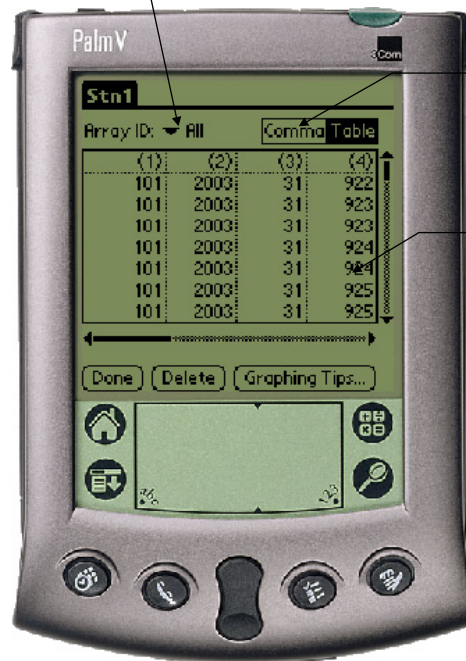 PalmV
3Com
Stn1
Array ID: All Comma Table
(1) (2) (3) (4)
101 2003 31 922
101 2003 31 923
101 2003 31 923
101 2003 31 924
101 2003 31 924
101 2003 31 925
101 2003 31 925
Done Delete Graphing Tips...
abc 123